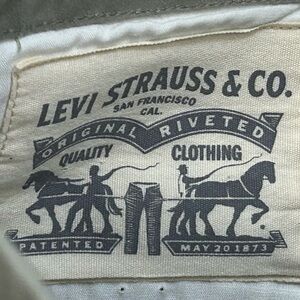 LEVI STRAUSS & CO.
SAN FRANCISCO
CAL.
ORIGINAL RIVETED
QUALITY CLOTHING
PATENTED MAY 20 1873